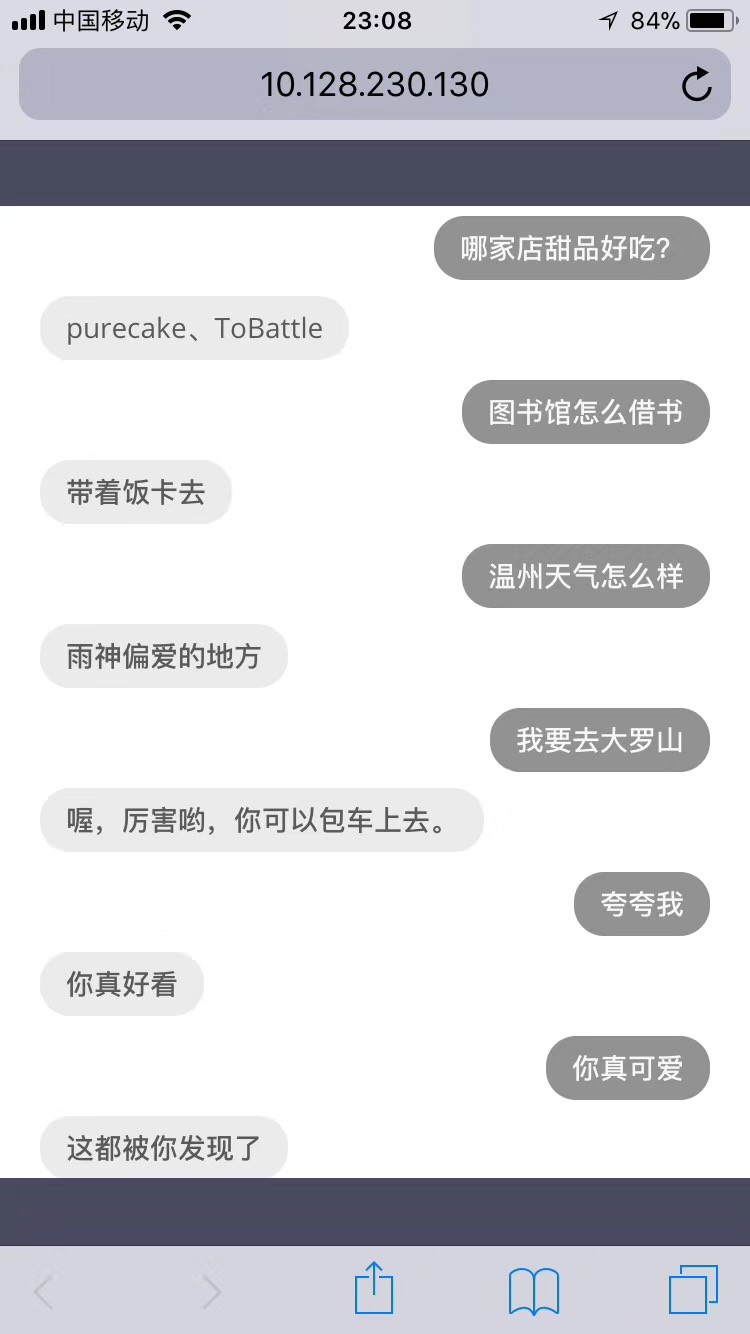 中国移动 23:08 84%
10.128.230.130
哪家店甜品好吃?
purecake、ToBattle
图书馆怎么借书
带着饭卡去
温州天气怎么样
雨神偏爱的地方
我要去大罗山
喔，厉害哟，你可以包车上去。
夸夸我
你真好看
你真可爱
这都被你发现了